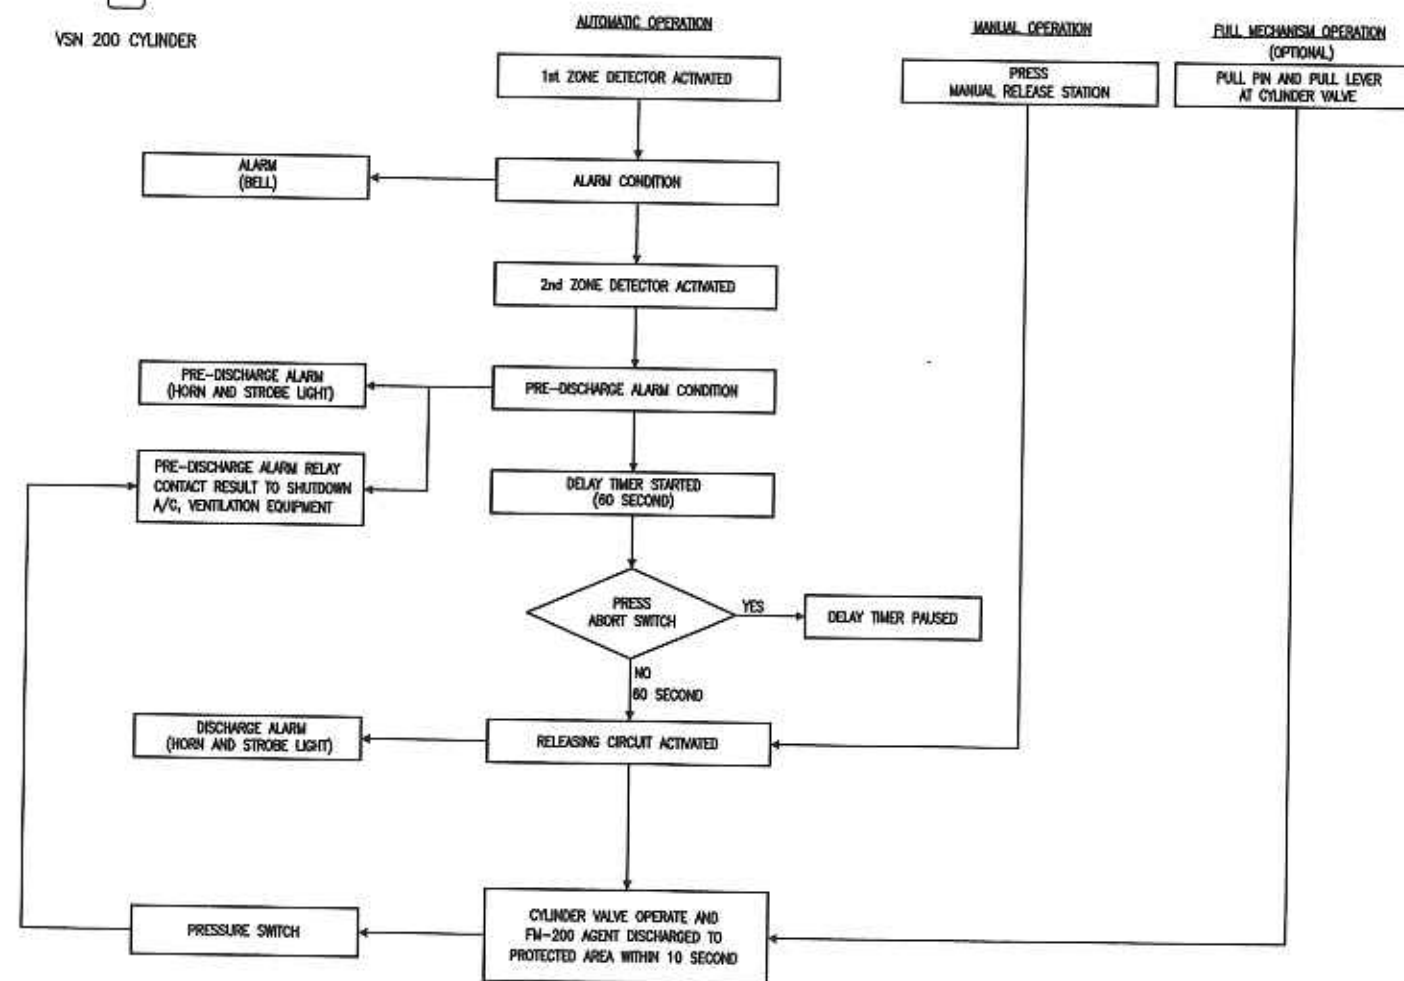 VSN 200 CYLINDER
AUTOMATIC OPERATION
MANUAL OPERATION
FULL MECHANISM OPERATION
(OPTIONAL)
1st ZONE DETECTOR ACTIVATED
PRESS
MANUAL RELEASE STATION
PULL PIN AND PULL LEVER
AT CYLINDER VALVE
ALARM
(BELL)
ALARM CONDITION
2nd ZONE DETECTOR ACTIVATED
PRE-DISCHARGE ALARM
(HORN AND STROBE LIGHT)
PRE-DISCHARGE ALARM CONDITION
PRE-DISCHARGE ALARM RELAY
CONTACT RESULT TO SHUTDOWN
A/C, VENTILATION EQUIPMENT
DELAY TIMER STARTED
(60 SECOND)
PRESS
ABORT SWITCH
YES
DELAY TIMER PAUSED
NO
60 SECOND
DISCHARGE ALARM
(HORN AND STROBE LIGHT)
RELEASING CIRCUIT ACTIVATED
PRESSURE SWITCH
CYLINDER VALVE OPERATE AND
FM-200 AGENT DISCHARGED TO
PROTECTED AREA WITHIN 10 SECOND